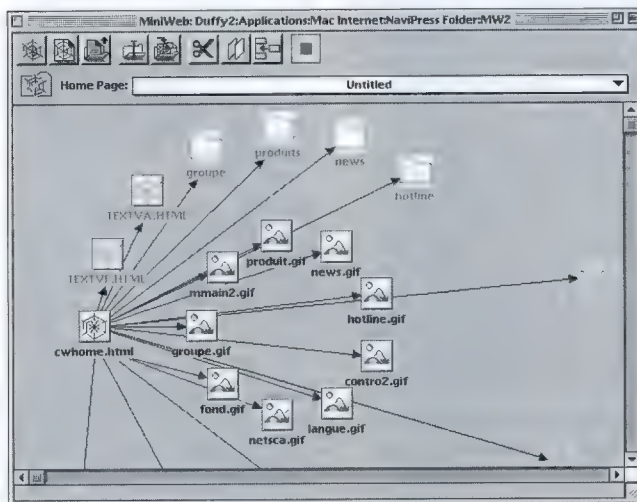 MiniWeb: Duffy2:Applications:Mac Internet:NaviPress Folder:MW2
Home Page: Untitled
produits
news
groupe
hotline
TEXTVA.HTML
produit.gif
news.gif
TEXTVF.HTML
mmain2.gif
hotline.gif
cwhome.html
groupe.gif
contro2.gif
fond.gif
langue.gif
netsca.gif